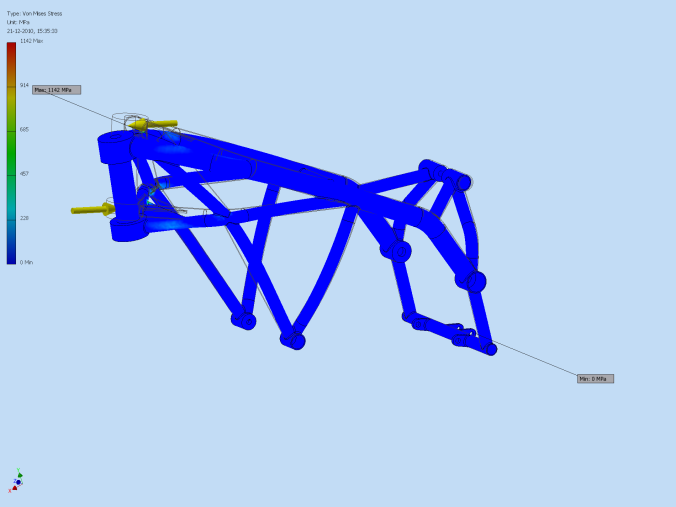 Type: Von Mises Stress
Unit: MPa
21-12-2010, 15:35:33
1142 Max
914
Max: 1142 MPa
685
457
228
0 Min
Min: 0 MPa
Y
Z
X